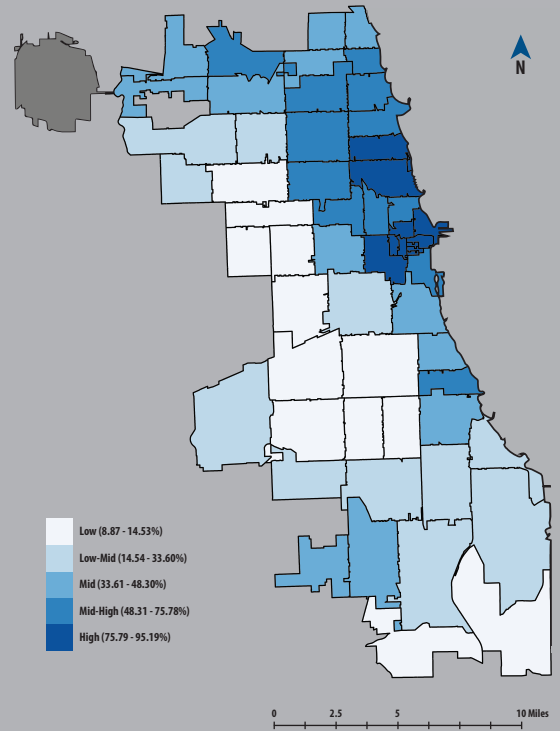 N
Low (8.87 - 14.53%)
Low-Mid (14.54 - 33.60%)
Mid (33.61 - 48.30%)
Mid-High (48.31 - 75.78%)
High (75.79 - 95.19%)
0 2.5 5 10 Miles